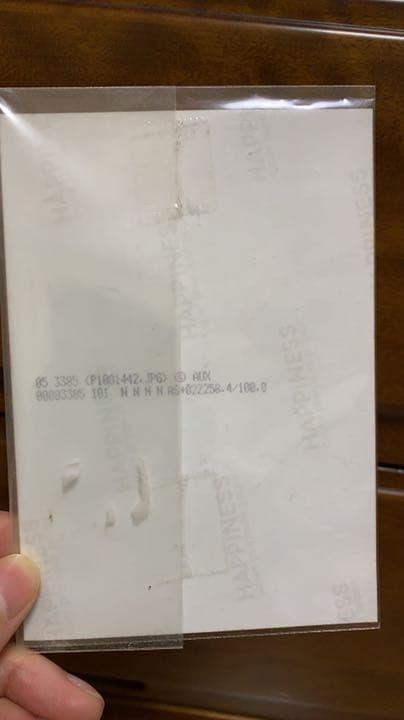 05 3385 (P1001442.JPG) © AUX
00003385 101 N N N N AS+022258.4/100.0
HAPPINESS
HAPPINESS
HAPPINESS
HAPPINESS
HAPPINESS